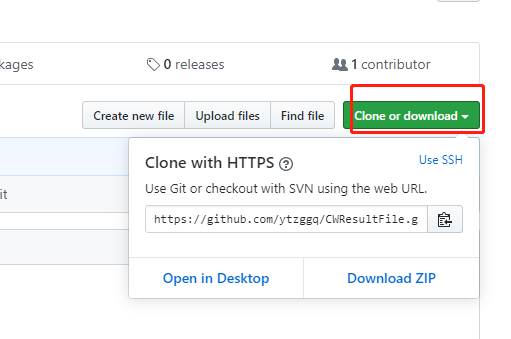 kages 0 releases 1 contributor
Create new file Upload files Find file Clone or download
Clone with HTTPS Use SSH
it
Use Git or checkout with SVN using the web URL.
https://github.com/ytzggq/CWResultFile.g
Open in Desktop Download ZIP